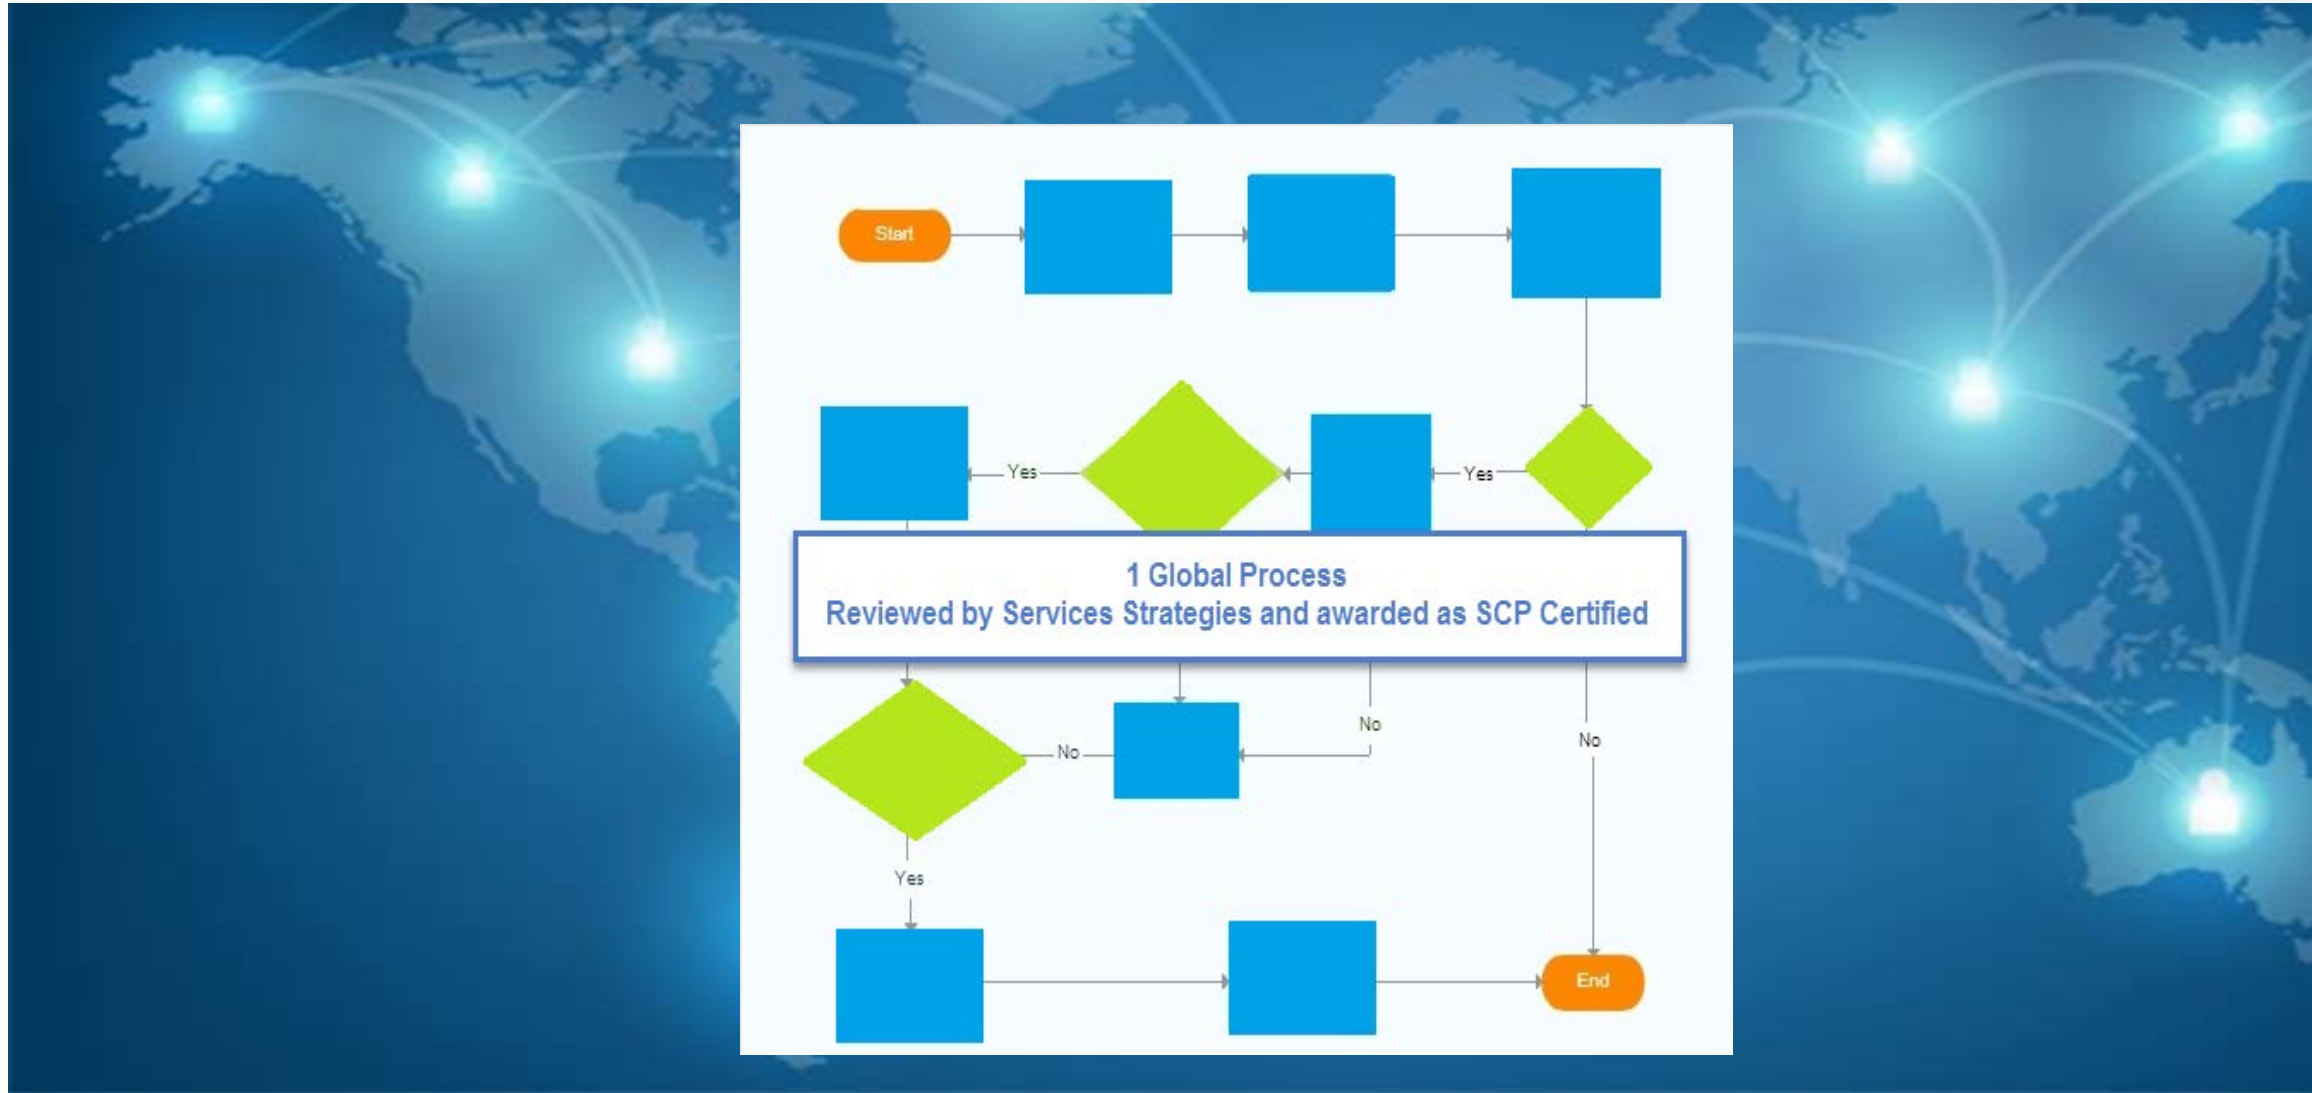 Start
Yes
Yes
1 Global Process
Reviewed by Services Strategies and awarded as SCP Certified
No
No
No
Yes
End